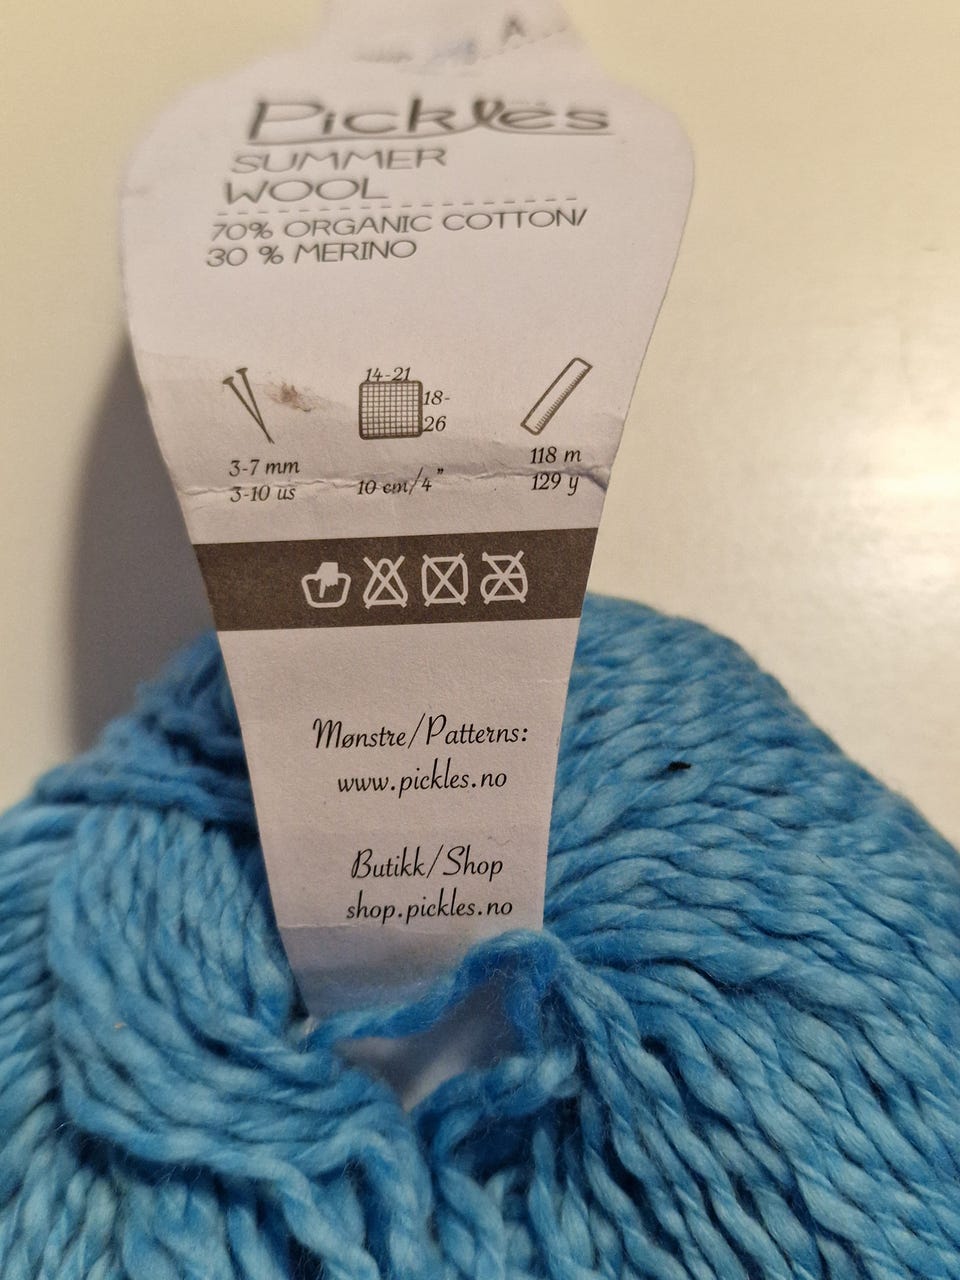 Pickles
SUMMER
WOOL
70% ORGANIC COTTON/
30 % MERINO
14-21
18-
26
3-7 mm
3-10 us
10 cm/4"
118 m
129 y
Mønstre/Patterns:
www.pickles.no
Butikk/Shop
shop.pickles.no